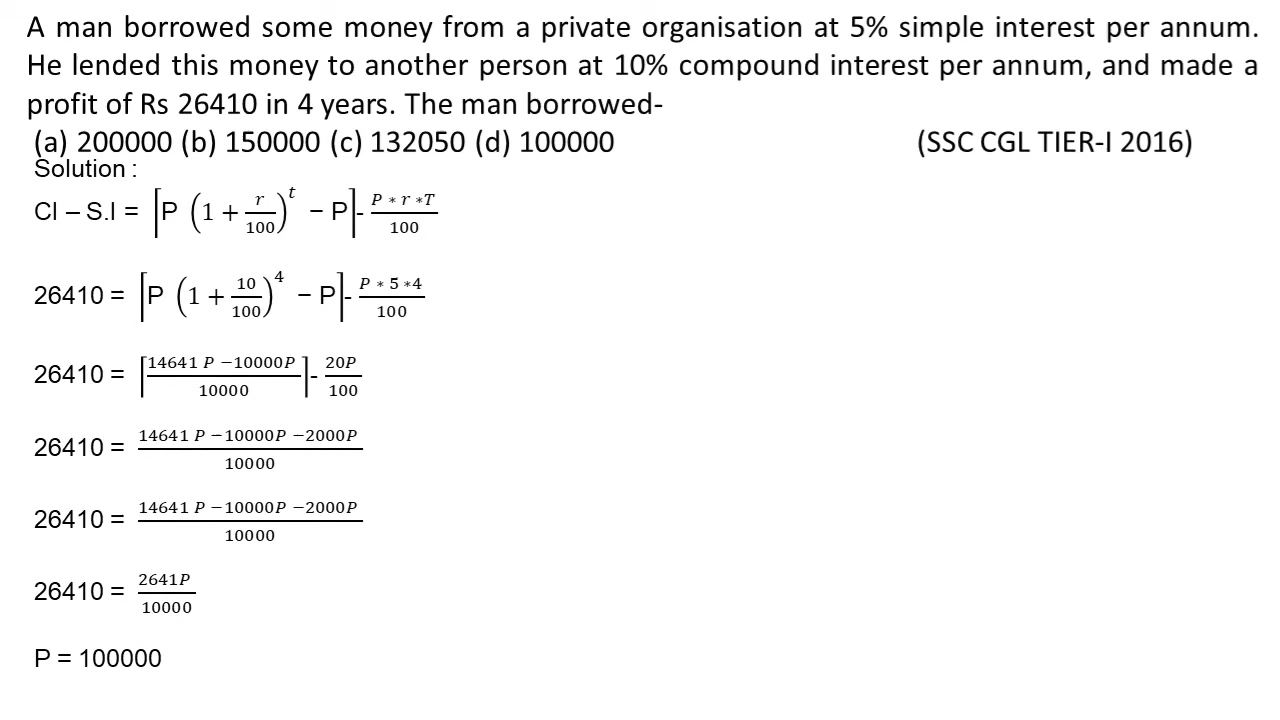 A man borrowed some money from a private organisation at 5% simple interest per annum.
He lended this money to another person at 10% compound interest per annum, and made a
profit of Rs 26410 in 4 years. The man borrowed-
(a) 200000 (b) 150000 (c) 132050 (d) 100000 (SSC CGL TIER-I 2016)
Solution :
CI – S.I = [P (1 + r/100)^t − P]- P * r *T/100
26410 = [P (1 + 10/100)^4 − P]- P * 5 *4/100
26410 = [14641 P −10000P/10000]- 20P/100
26410 = 14641 P −10000P −2000P/10000
26410 = 14641 P −10000P −2000P/10000
26410 = 2641P/10000
P = 100000